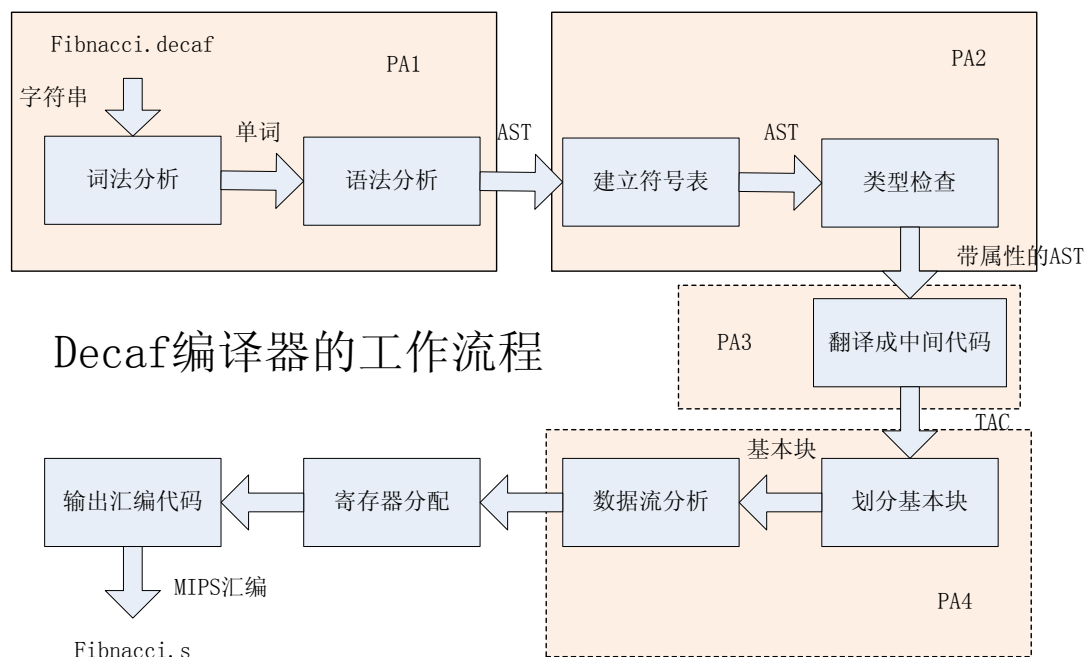 Fibnacci.decaf
PA1
字符串
单词
词法分析
语法分析
AST
PA2
AST
建立符号表
类型检查
带属性的AST
PA3
翻译成中间代码
Decaf编译器的工作流程
TAC
基本块
输出汇编代码
寄存器分配
数据流分析
划分基本块
MIPS汇编
PA4
Fibnacci.s